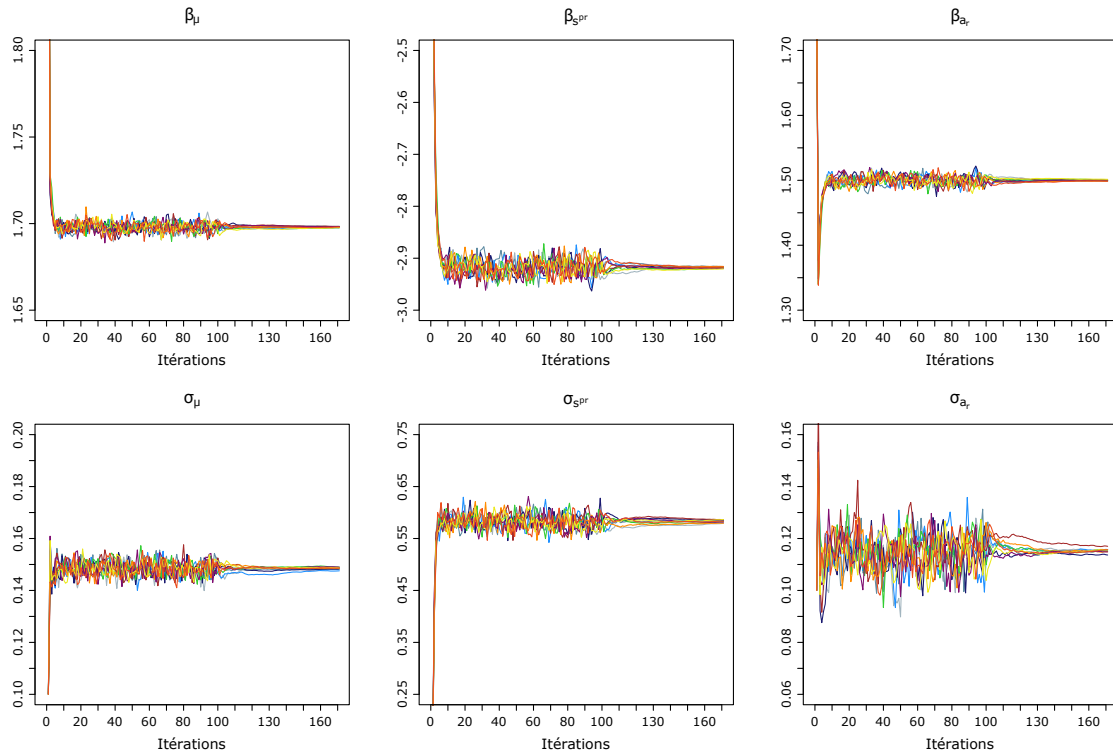 β_μ β_s^pr β_a_r
1.80 1.75 1.70 1.65
-2.5 -2.6 -2.7 -2.8 -2.9 -3.0
1.70 1.60 1.50 1.40 1.30
0 20 40 60 80 100 130 160
0 20 40 60 80 100 130 160
0 20 40 60 80 100 130 160
Itérations Itérations Itérations
σ_μ σ_s^pr σ_a_r
0.20 0.18 0.16 0.14 0.12 0.10
0.75 0.65 0.55 0.45 0.35 0.25
0.16 0.14 0.12 0.10 0.08 0.06
0 20 40 60 80 100 130 160
0 20 40 60 80 100 130 160
0 20 40 60 80 100 130 160
Itérations Itérations Itérations